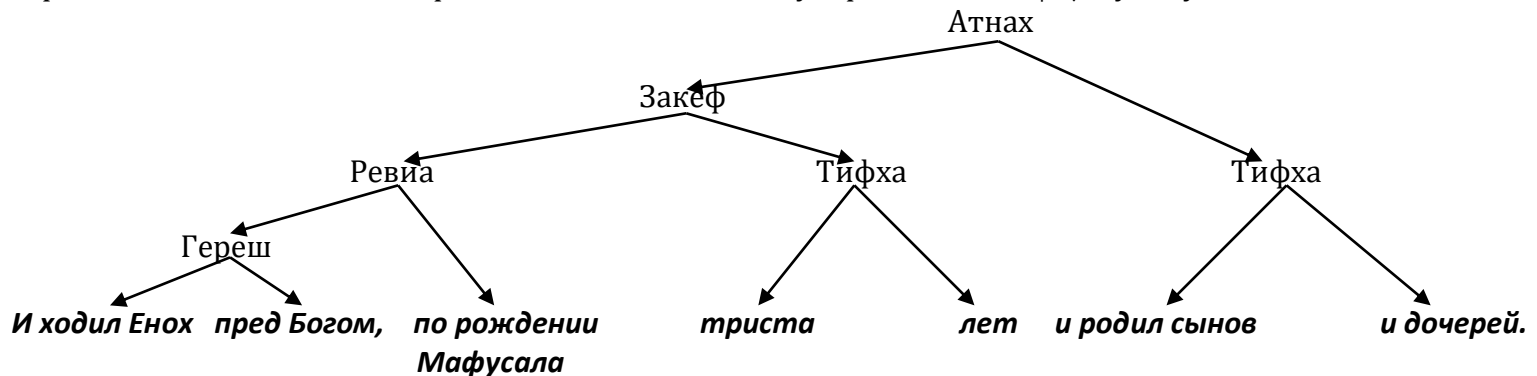 Атнах
Закеф
Ревиа Тифха Тифха
Гереш
И ходил Енох пред Богом, по рождении триста лет и родил сынов и дочерей.
Мафусала